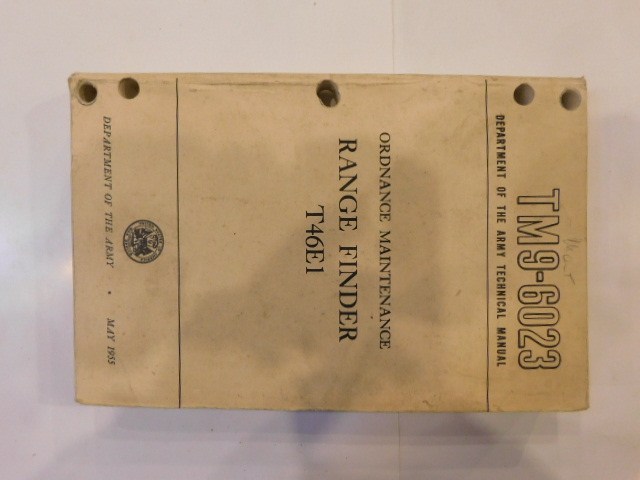 TM9-6023
DEPARTMENT OF THE ARMY TECHNICAL MANUAL
ORDNANCE MAINTENANCE
RANGE FINDER
T46E1
DEPARTMENT OF THE ARMY • MAY 1955